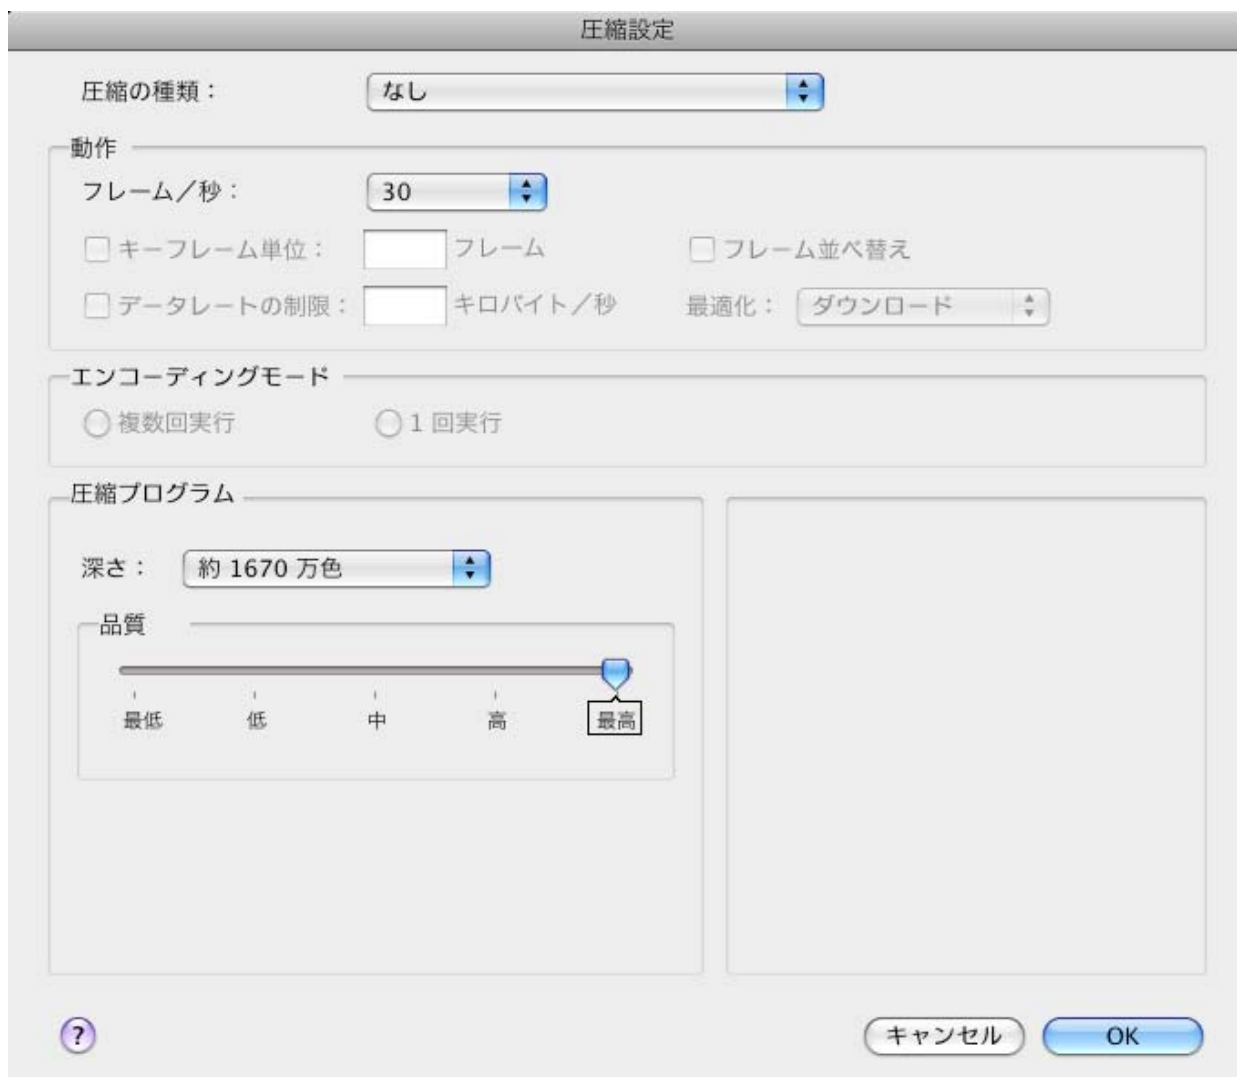 圧縮設定
圧縮の種類： なし
動作
フレーム／秒： 30
キーフレーム単位： フレーム フレーム並べ替え
データレートの制限： キロバイト／秒 最適化： ダウンロード
エンコーディングモード
複数回実行 1 回実行
圧縮プログラム
深さ： 約 1670 万色
品質
最低 低 中 高 最高
? キャンセル OK